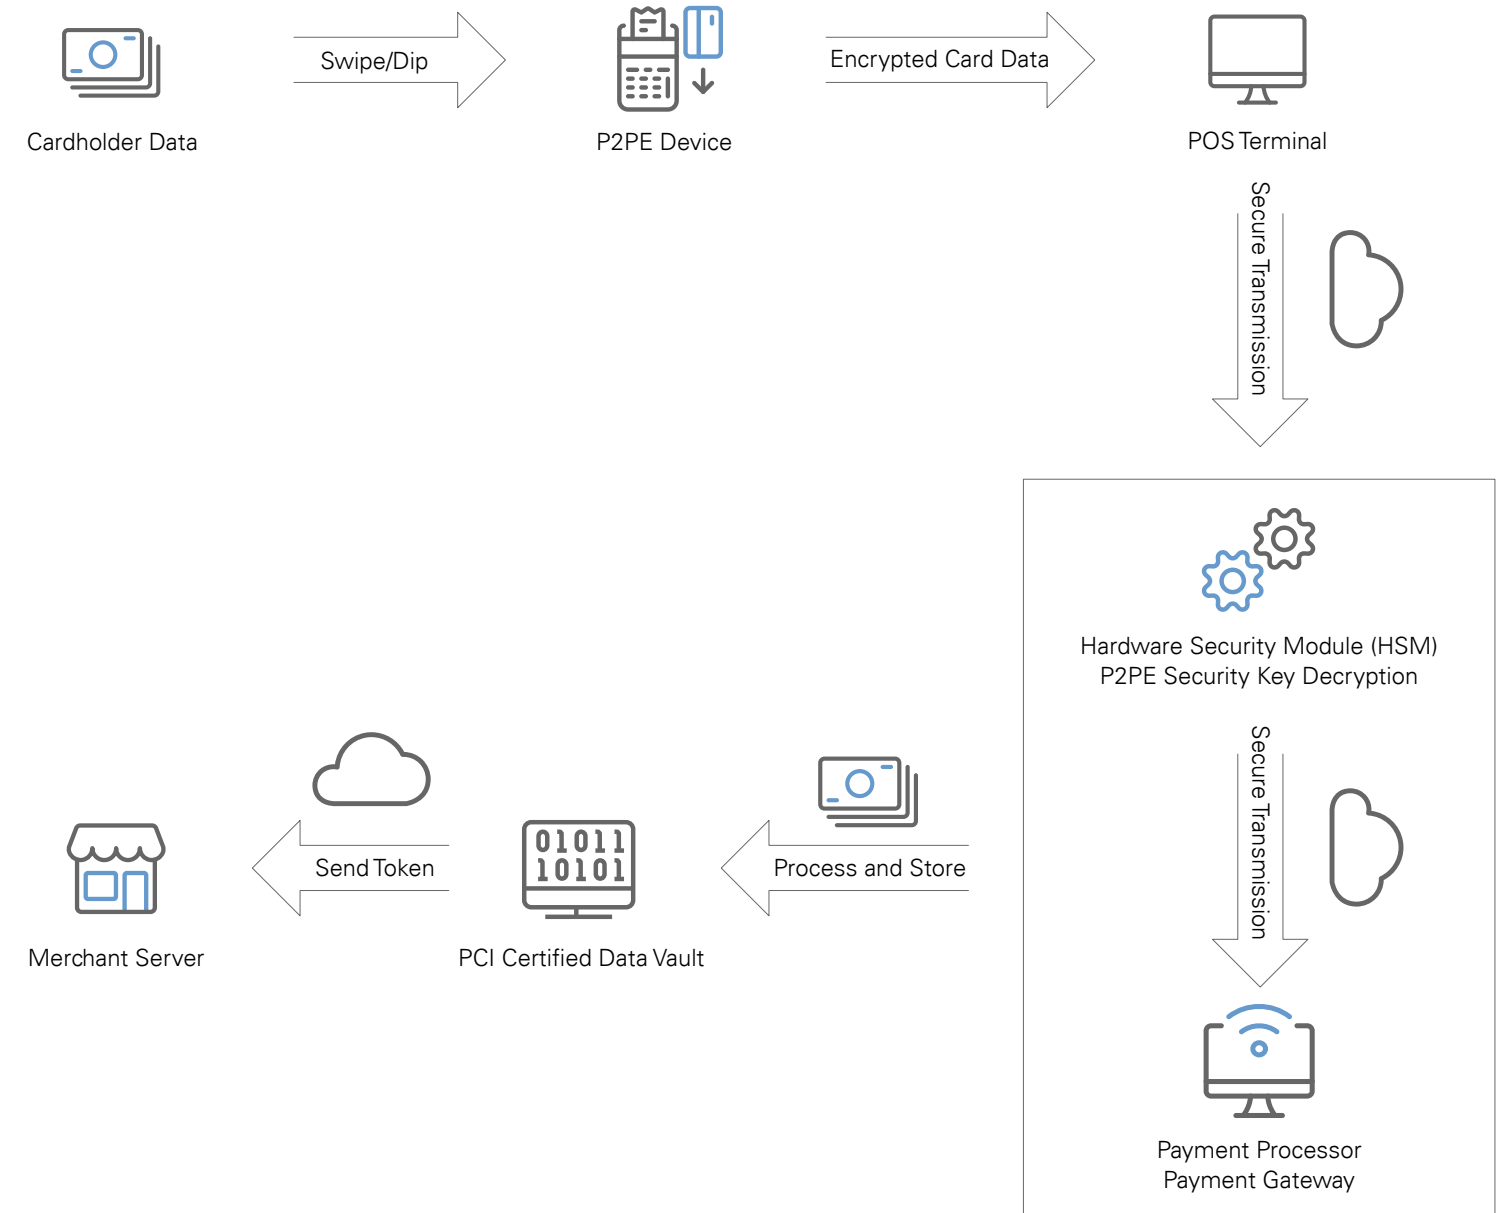 Swipe/Dip
Encrypted Card Data
Cardholder Data
P2PE Device
POS Terminal
Secure Transmission
Hardware Security Module (HSM)
P2PE Security Key Decryption
Secure Transmission
01011
10101
Send Token
Process and Store
Merchant Server
PCI Certified Data Vault
Payment Processor
Payment Gateway